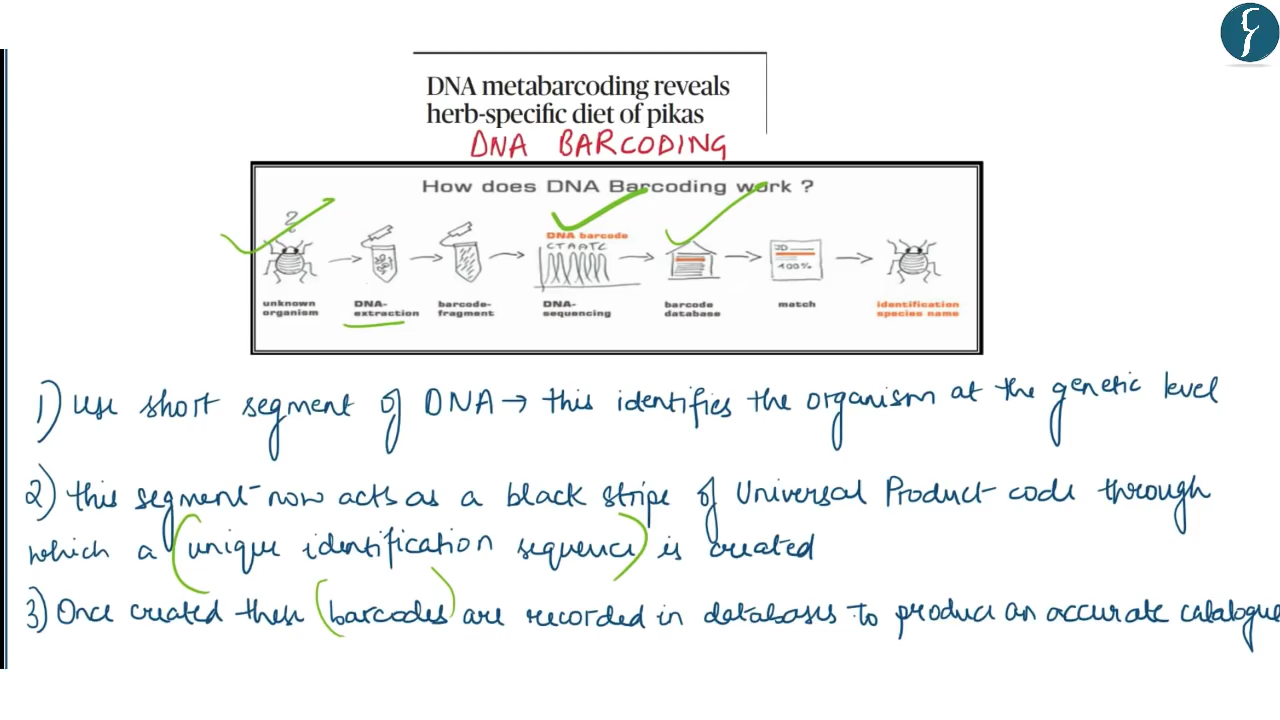 DNA metabarcoding reveals
herb-specific diet of pikas
DNA BARCODING
How does DNA Barcoding work ?
?
DNA barcode
CTAATC
ID
100%
unknown organism
DNA-extraction
barcode-fragment
DNA-sequencing
barcode database
match
identification species name
1) Use short segment of DNA → this identifies the organism at the genetic level
2) this segment now acts as a black stripe of Universal Product code through
which a (unique identification sequence) is created
3) Once created these (barcodes) are recorded in databases to produce an accurate catalogue